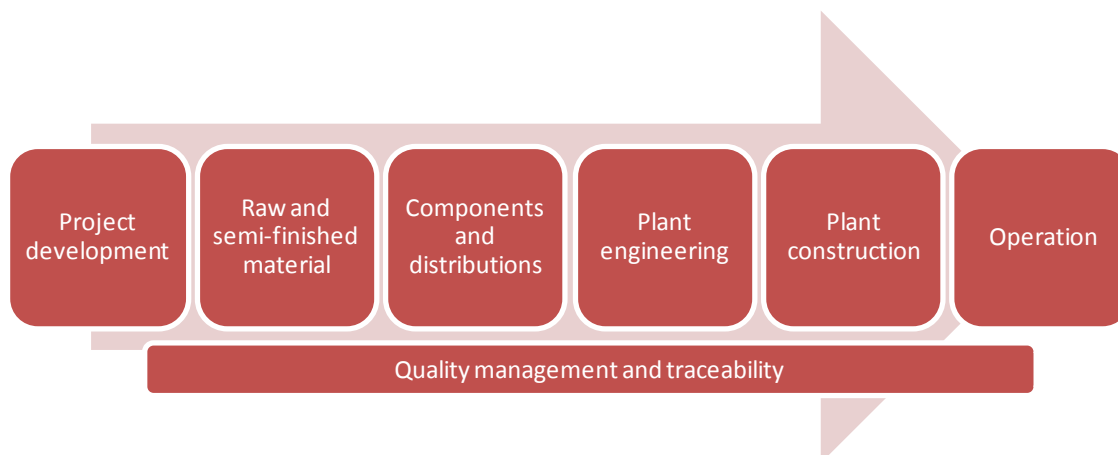 Project
development
Raw and
semi-finished
material
Components
and
distributions
Plant
engineering
Plant
construction
Operation
Quality management and traceability